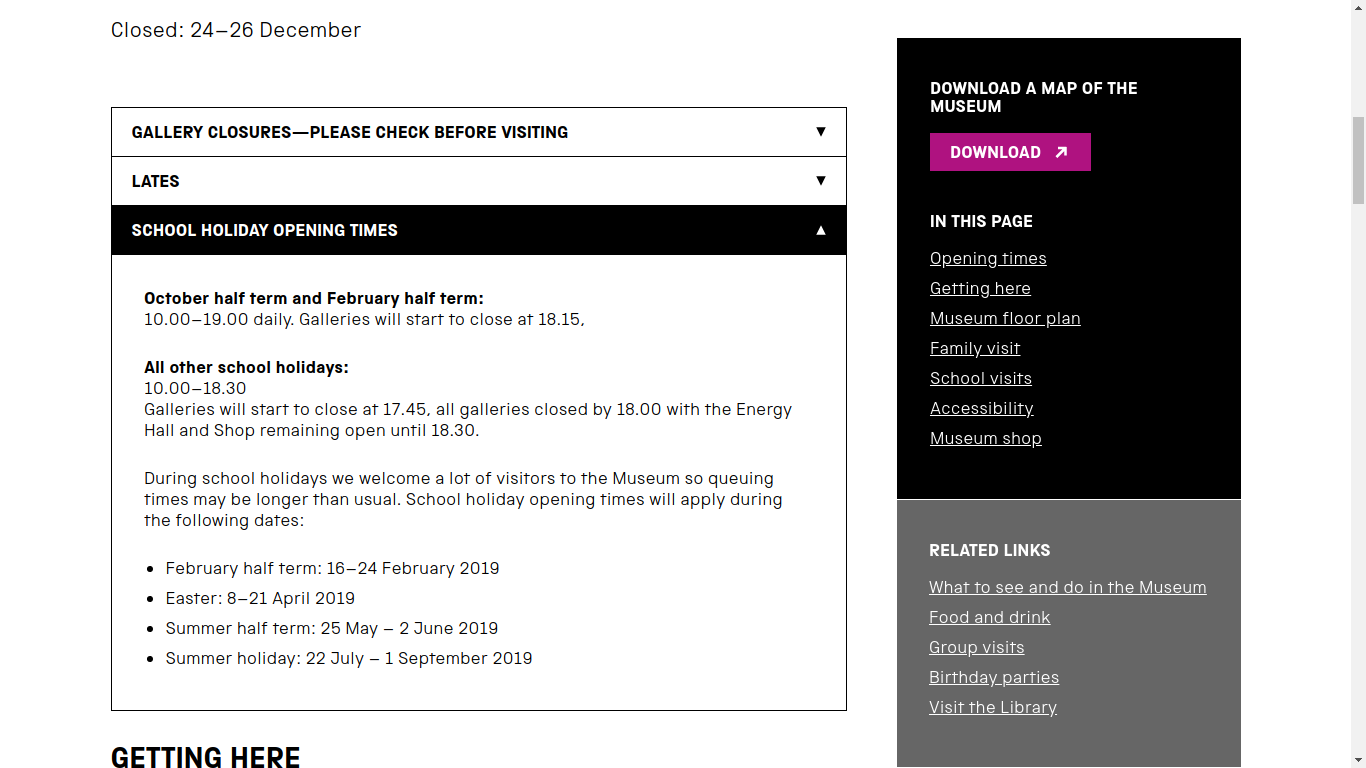 Closed: 24–26 December
GALLERY CLOSURES—PLEASE CHECK BEFORE VISITING
LATES
SCHOOL HOLIDAY OPENING TIMES
October half term and February half term:
10.00–19.00 daily. Galleries will start to close at 18.15,
All other school holidays:
10.00–18.30
Galleries will start to close at 17.45, all galleries closed by 18.00 with the Energy
Hall and Shop remaining open until 18.30.
During school holidays we welcome a lot of visitors to the Museum so queuing
times may be longer than usual. School holiday opening times will apply during
the following dates:
February half term: 16–24 February 2019
Easter: 8–21 April 2019
Summer half term: 25 May – 2 June 2019
Summer holiday: 22 July – 1 September 2019
GETTING HERE
DOWNLOAD A MAP OF THE
MUSEUM
DOWNLOAD
IN THIS PAGE
Opening times
Getting here
Museum floor plan
Family visit
School visits
Accessibility
Museum shop
RELATED LINKS
What to see and do in the Museum
Food and drink
Group visits
Birthday parties
Visit the Library